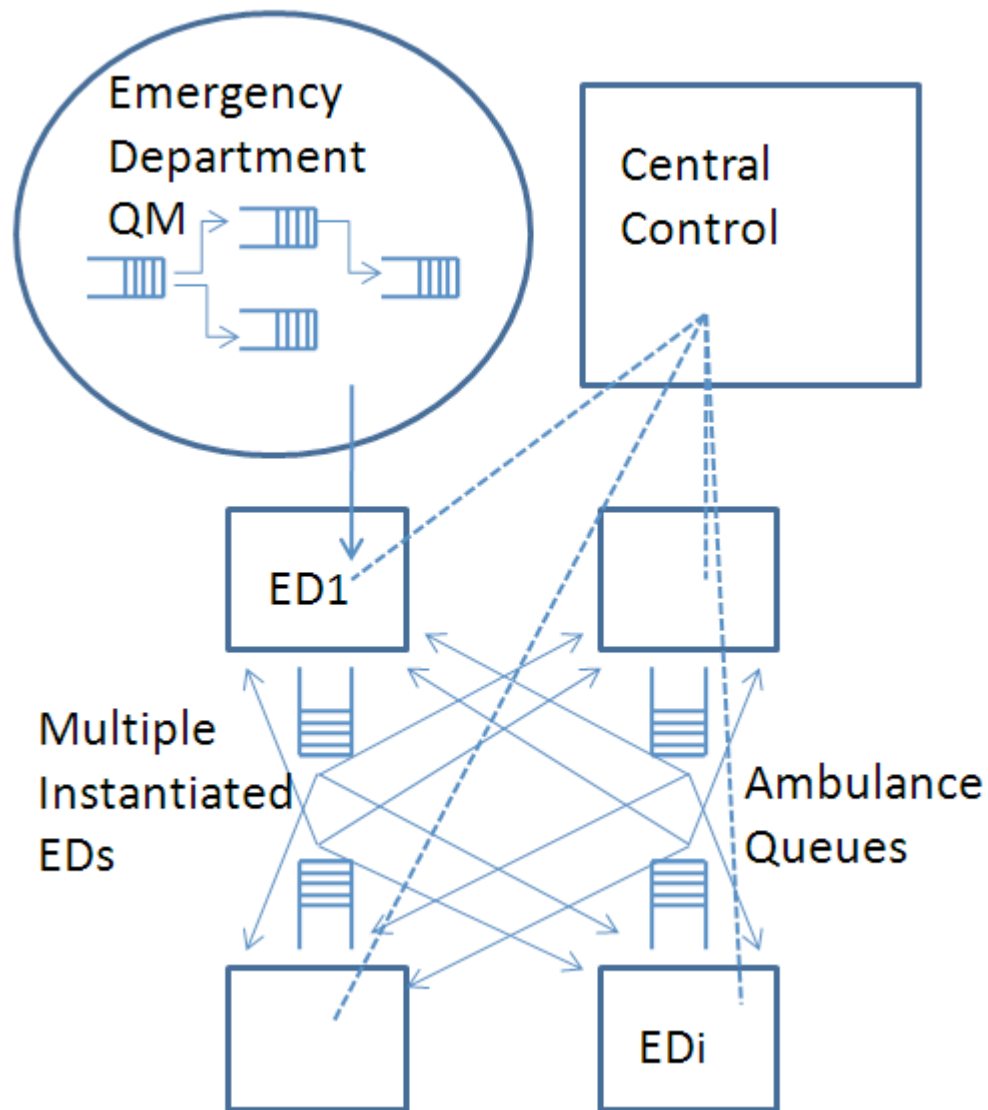 Emergency
Department
QM
Central
Control
ED1
Multiple
Instantiated
EDs
Ambulance
Queues
EDi